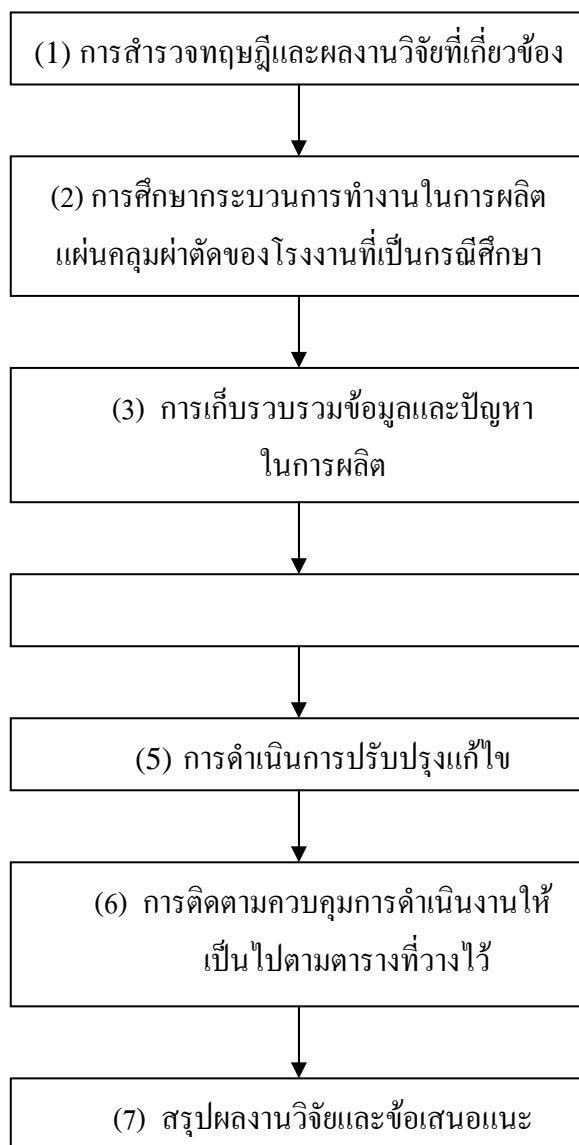 (1) การสำรวจทฤษฎีและผลงานวิจัยที่เกี่ยวข้อง
(2) การศึกษากระบวนการทำงานในการผลิต
แผ่นคลุมผ่าตัดของโรงงานที่เป็นกรณีศึกษา
(3) การเก็บรวบรวมข้อมูลและปัญหา
ในการผลิต
(5) การดำเนินการปรับปรุงแก้ไข
(6) การติดตามควบคุมการดำเนินงานให้
เป็นไปตามตารางที่วางไว้
(7) สรุปผลงานวิจัยและข้อเสนอแนะ